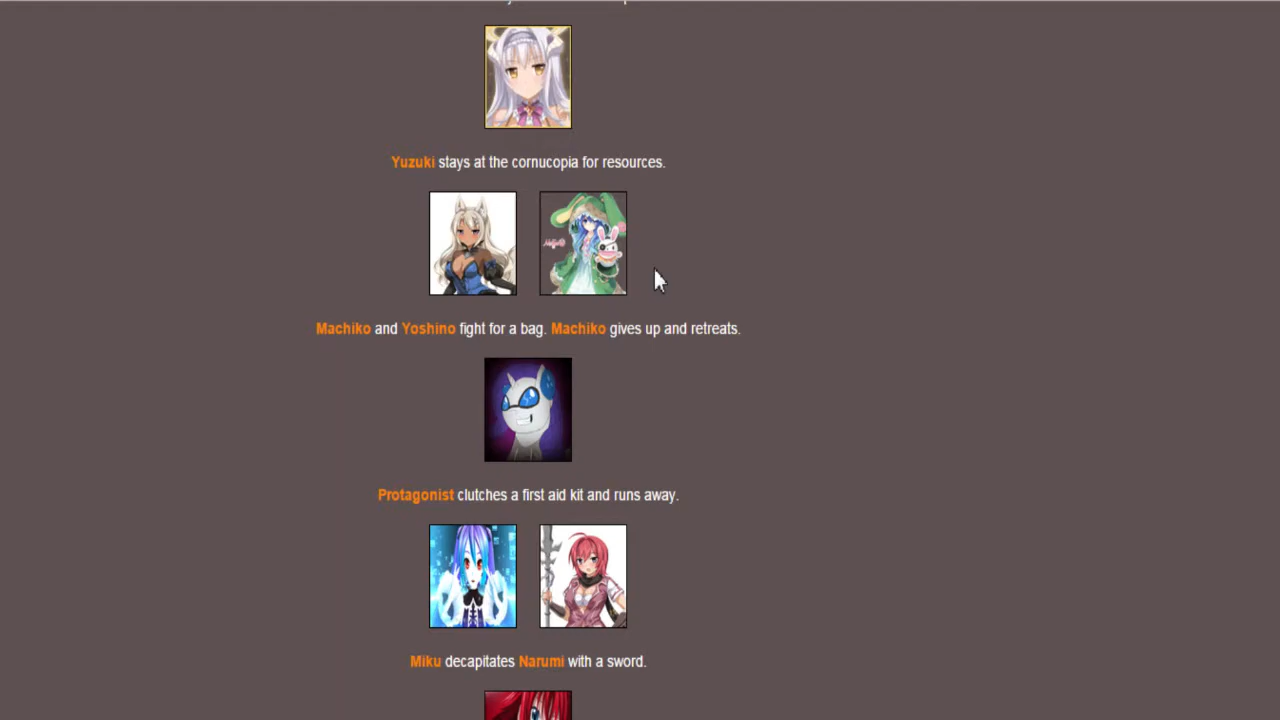 Yuzuki stays at the cornucopia for resources.
Machiko and Yoshino fight for a bag. Machiko gives up and retreats.
Protagonist clutches a first aid kit and runs away.
Miku decapitates Narumi with a sword.